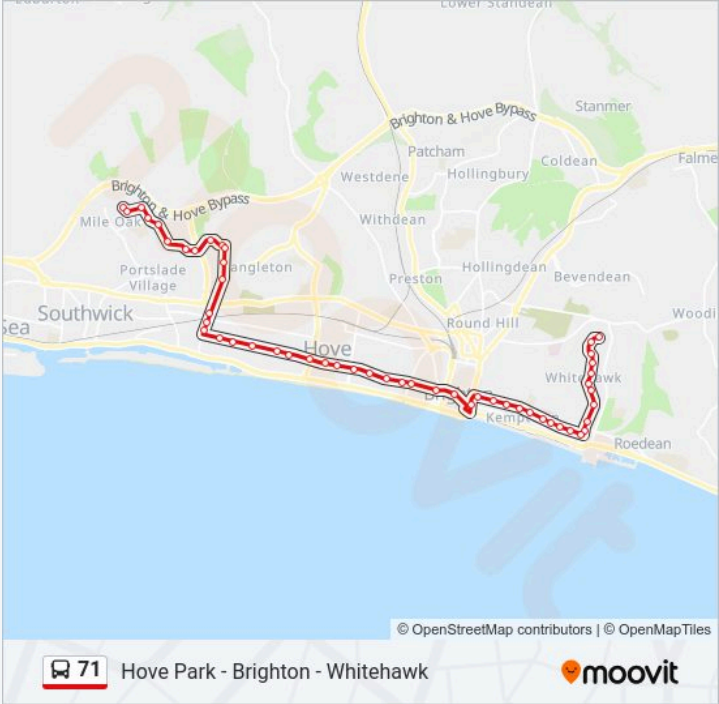 Lower Standean
Brighton & Hove Bypass
Stanmer
Patcham
Coldean
Falme
Westdene
Hollingbury
Brighton & Hove Bypass
Mile Oak
Withdean
Portslade
Village
angleton
Hollingdean
Preston
Bevendean
Southwick
Woodi
Sea
Round Hill
Hove
Whitehawk
Kemp
Roedean
moovit
© OpenStreetMap contributors | © OpenMapTiles
71 Hove Park - Brighton - Whitehawk
moovit